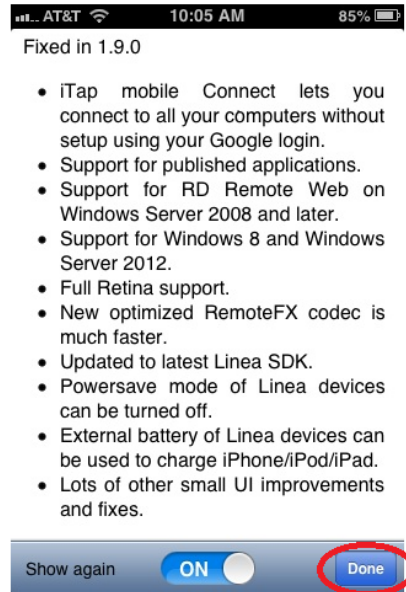 AT&T 10:05 AM 85%
Fixed in 1.9.0
• iTap mobile Connect lets you
connect to all your computers without
setup using your Google login.
• Support for published applications.
• Support for RD Remote Web on
Windows Server 2008 and later.
• Support for Windows 8 and Windows
Server 2012.
• Full Retina support.
• New optimized RemoteFX codec is
much faster.
• Updated to latest Linea SDK.
• Powersave mode of Linea devices
can be turned off.
• External battery of Linea devices can
be used to charge iPhone/iPod/iPad.
• Lots of other small UI improvements
and fixes.
Show again ON Done